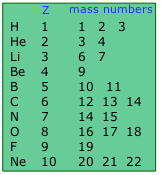 Z mass numbers
H 1 1 2 3
He 2 3 4
Li 3 6 7
Be 4 9
B 5 10 11
C 6 12 13 14
N 7 14 15
O 8 16 17 18
F 9 19
Ne 10 20 21 22